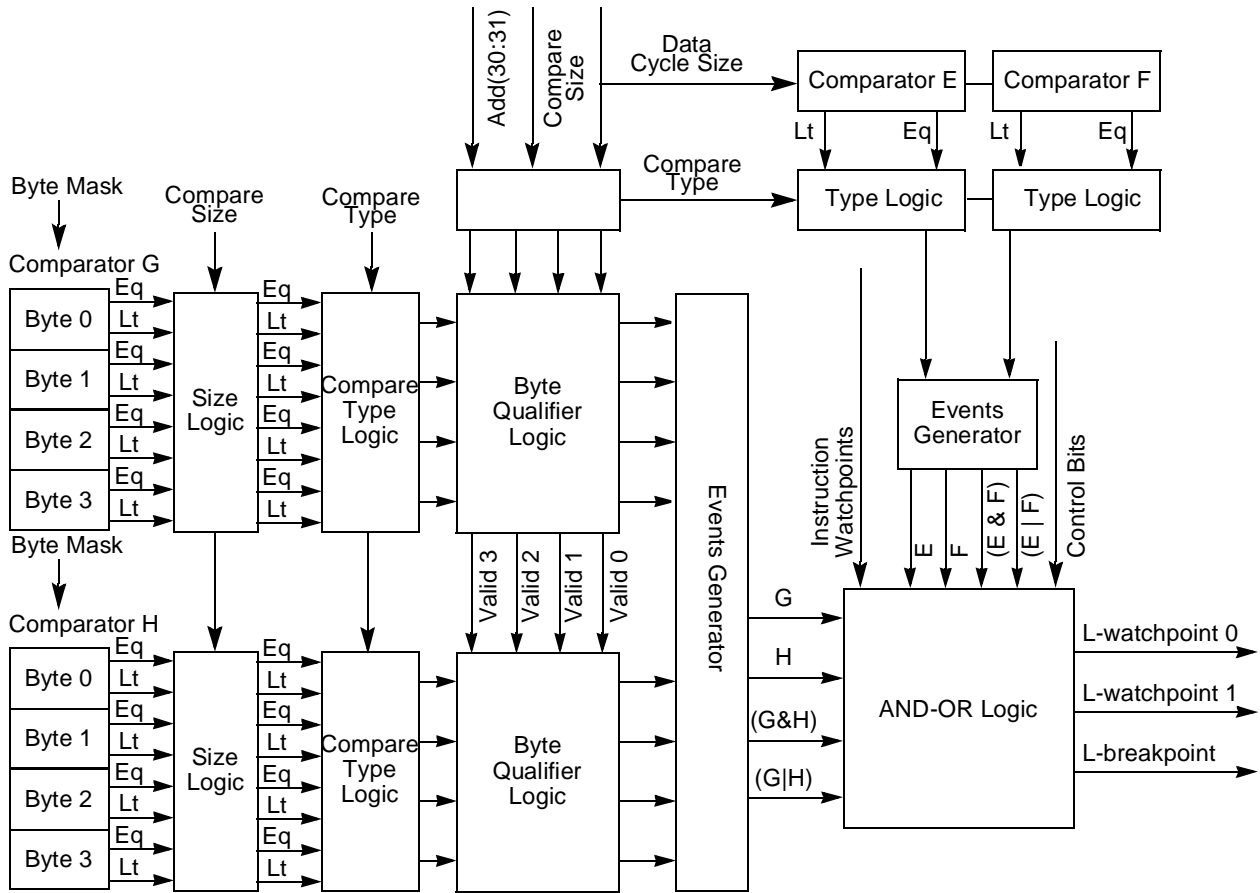 Add(30:31)
Compare
Size
Data
Cycle Size
Comparator E
Comparator F
Lt
Eq
Lt
Eq
Compare
Type
Type Logic
Type Logic
Byte Mask
Compare
Size
Compare
Type
Comparator G
Byte 0
Byte 1
Byte 2
Byte 3
Eq
Lt
Eq
Lt
Eq
Lt
Eq
Lt
Size
Logic
Eq
Lt
Eq
Lt
Eq
Lt
Eq
Lt
Compare
Type
Logic
Byte
Qualifier
Logic
Events
Generator
Instruction
Watchpoints
E
F
(E & F)
(E | F)
Control Bits
Byte Mask
Valid 3
Valid 2
Valid 1
Valid 0
Events Generator
Comparator H
Byte 0
Byte 1
Byte 2
Byte 3
Eq
Lt
Eq
Lt
Eq
Lt
Eq
Lt
Size
Logic
Eq
Lt
Eq
Lt
Eq
Lt
Eq
Lt
Compare
Type
Logic
Byte
Qualifier
Logic
G
H
(G&H)
(G|H)
AND-OR Logic
L-watchpoint 0
L-watchpoint 1
L-breakpoint